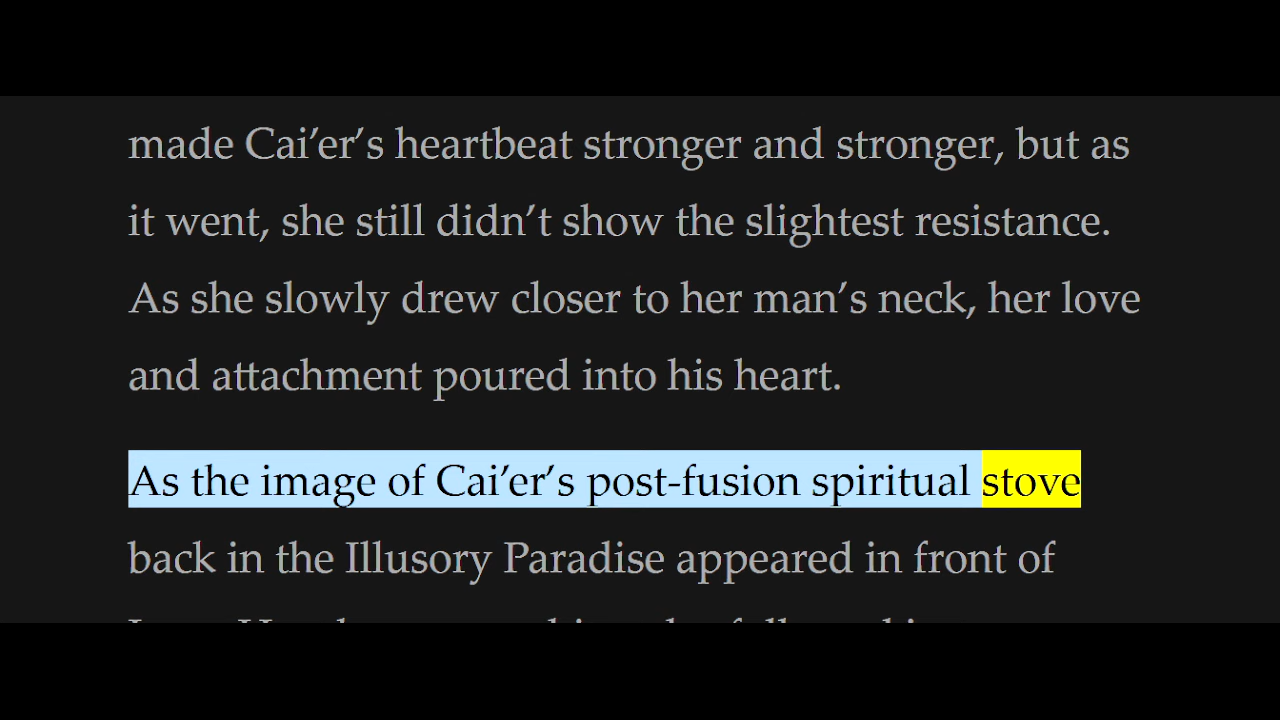 made Cai’er’s heartbeat stronger and stronger, but as
it went, she still didn’t show the slightest resistance.
As she slowly drew closer to her man’s neck, her love
and attachment poured into his heart.
As the image of Cai’er’s post-fusion spiritual stove
back in the Illusory Paradise appeared in front of